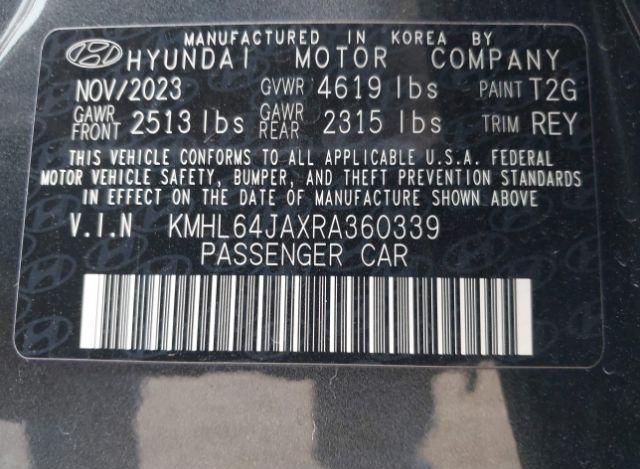 MANUFACTURED IN KOREA BY
HYUNDAI MOTOR COMPANY
NOV/2023 GVWR 4619 lbs PAINT T2G
GAWR FRONT 2513 lbs GAWR REAR 2315 lbs TRIM REY
THIS VEHICLE CONFORMS TO ALL APPLICABLE U.S.A. FEDERAL
MOTOR VEHICLE SAFETY, BUMPER, AND THEFT PREVENTION STANDARDS
IN EFFECT ON THE DATE OF MANUFACTURE SHOWN ABOVE
V.I.N KMHL64JAXRA360339
PASSENGER CAR